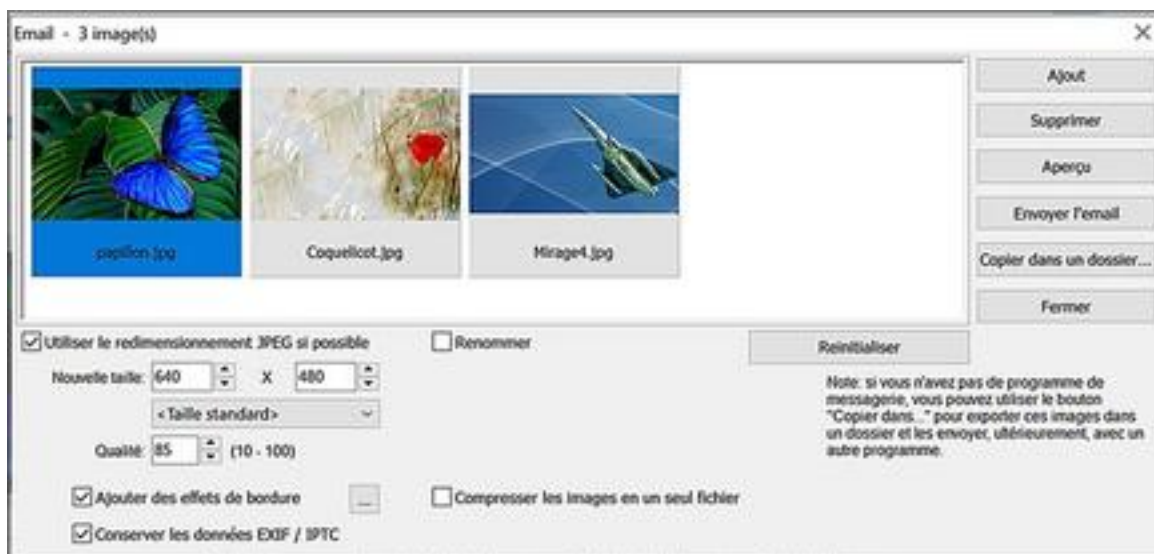 Email - 3 image(s)
papillon.jpg
Coquelicot.jpg
Mirage4.jpg
Ajout
Supprimer
Aperçu
Envoyer l'email
Copier dans un dossier...
Fermer
Utiliser le redimensionnement JPEG si possible
Renommer
Reinitialiser
Nouvelle taille: 640 X 480
<Taille standard>
Qualité: 85 (10 - 100)
Note: si vous n'avez pas de programme de
messagerie, vous pouvez utiliser le bouton
"Copier dans..." pour exporter ces images dans
un dossier et les envoyer, ultérieurement, avec un
autre programme.
Ajouter des effets de bordure ...
Compresser les images en un seul fichier
Conserver les données EXIF / IPTC